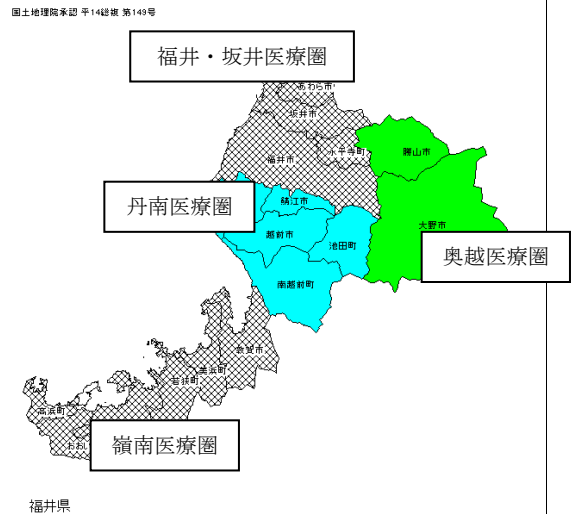 国土地理院承認 平14総複 第149号
福井・坂井医療圏
あわら市
坂井市
永平寺町
勝山市
福井市
丹南医療圏
鯖江市
大野市
越前市
池田町
奥越医療圏
南越前町
敦賀市
美浜町
若狭町
高浜町
おおい
嶺南医療圏
福井県